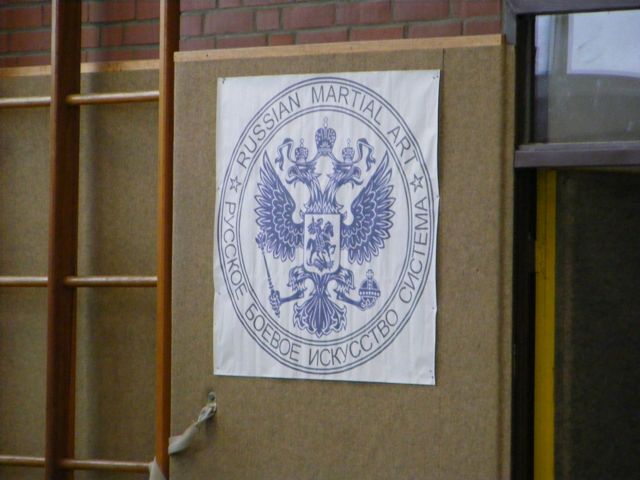 RUSSIAN MARTIAL ART
РУССКОЕ БОЕВОЕ ИСКУССТВО СИСТЕМА